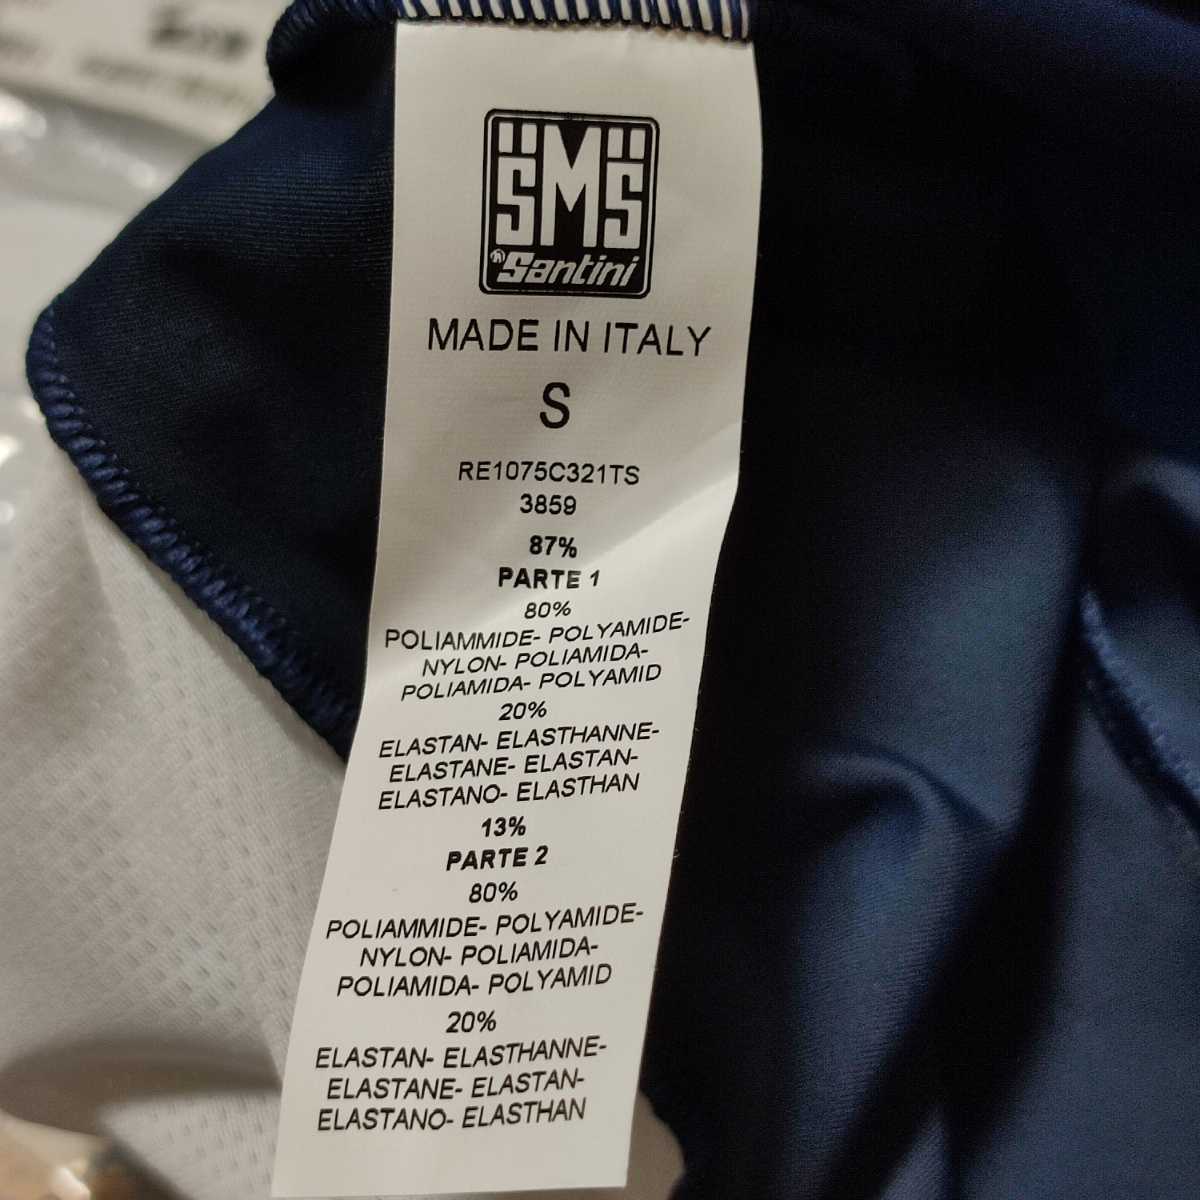 SMS
Santini
MADE IN ITALY
S
RE1075C321TS
3859
87%
PARTE 1
80%
POLIAMMIDE- POLYAMIDE-
NYLON- POLIAMIDA-
POLIAMIDA- POLYAMID
20%
ELASTAN- ELASTHANNE-
ELASTANE- ELASTAN-
ELASTANO- ELASTHAN
13%
PARTE 2
80%
POLIAMMIDE- POLYAMIDE-
NYLON- POLIAMIDA-
POLIAMIDA- POLYAMID
20%
ELASTAN- ELASTHANNE-
ELASTANE- ELASTAN-
ELASTANO- ELASTHAN